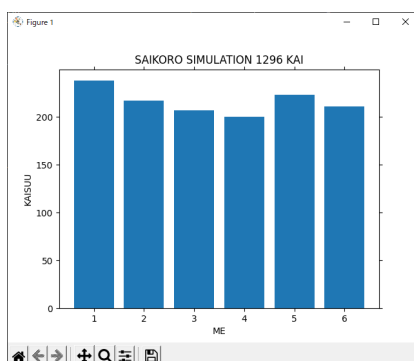 Figure 1
SAIKORO SIMULATION 1296 KAI
200
150
100
50
0
KAISUU
1 2 3 4 5 6
ME